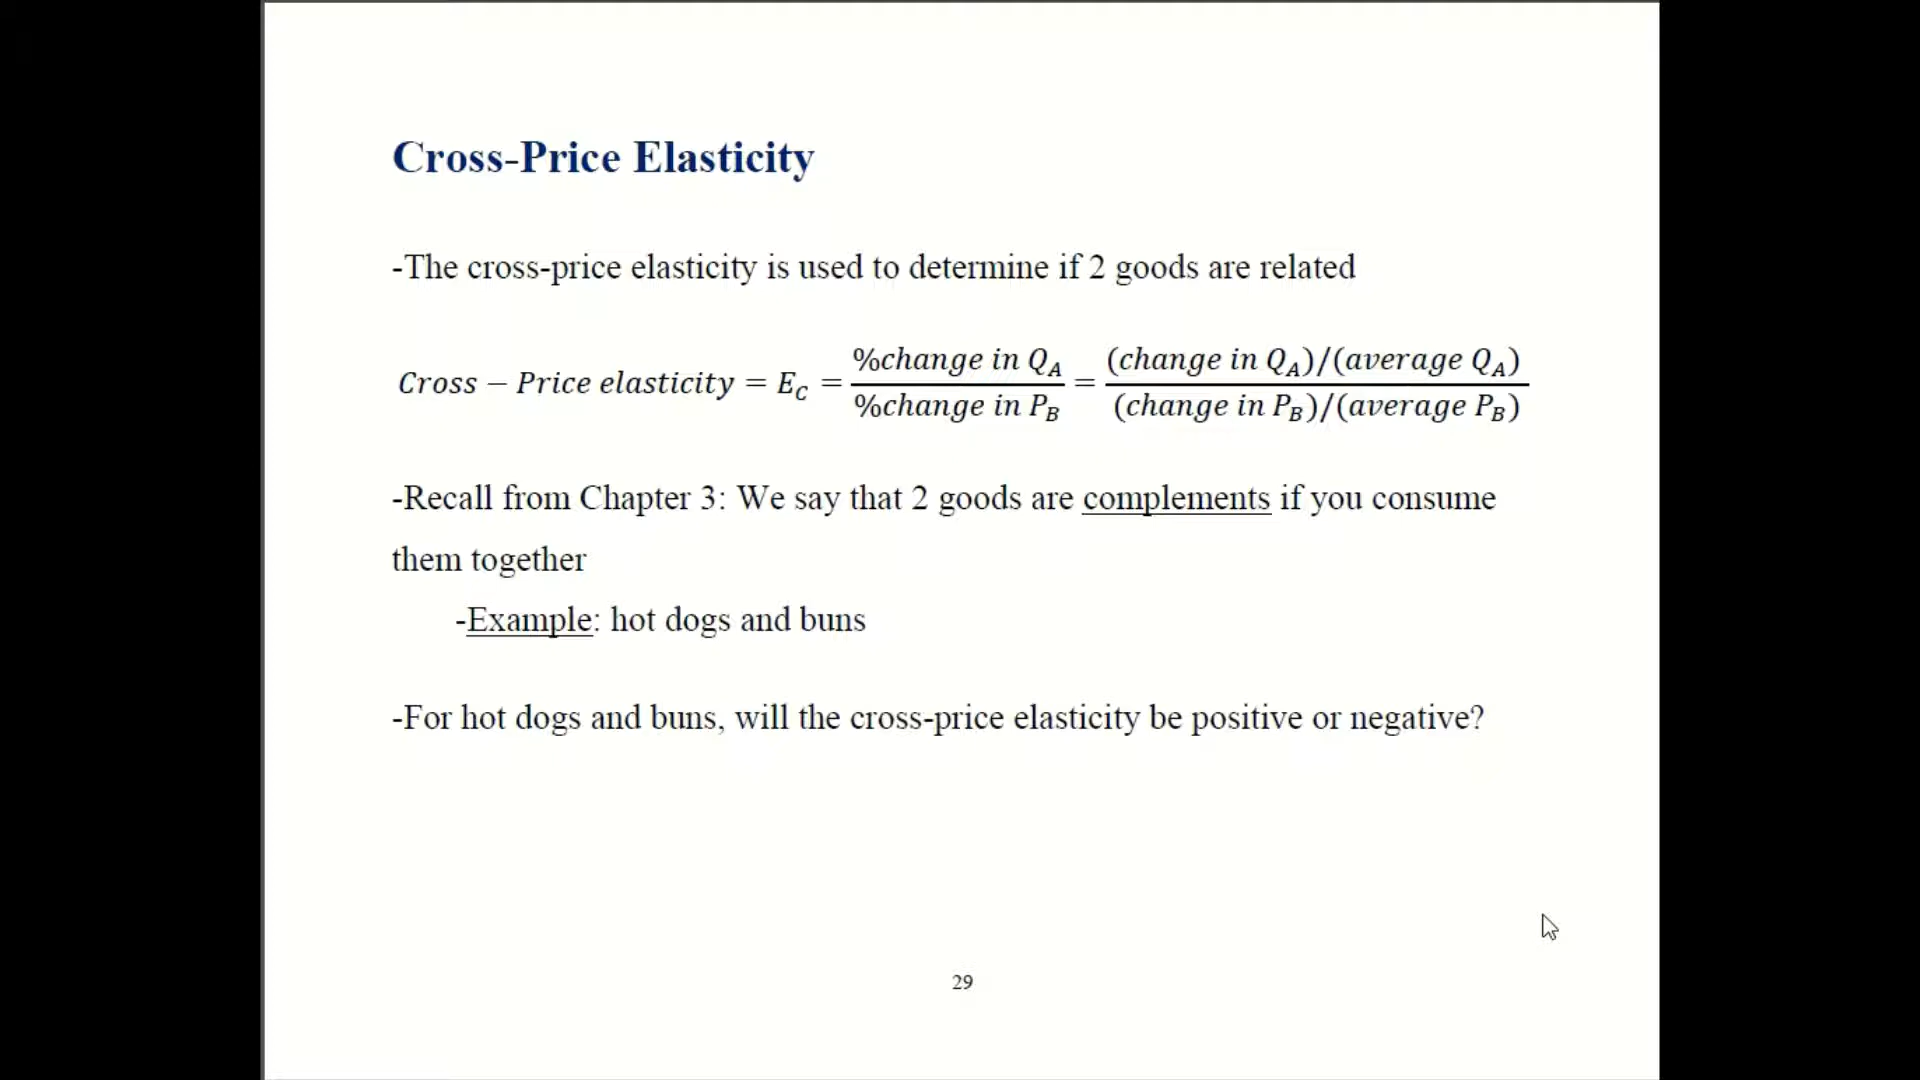 Cross-Price Elasticity
-The cross-price elasticity is used to determine if 2 goods are related
Cross − Price elasticity = E_C = (%change in Q_A)/(%change in P_B) = ((change in Q_A)/(average Q_A))/((change in P_B)/(average P_B))
-Recall from Chapter 3: We say that 2 goods are complements if you consume
them together
-Example: hot dogs and buns
-For hot dogs and buns, will the cross-price elasticity be positive or negative?
29